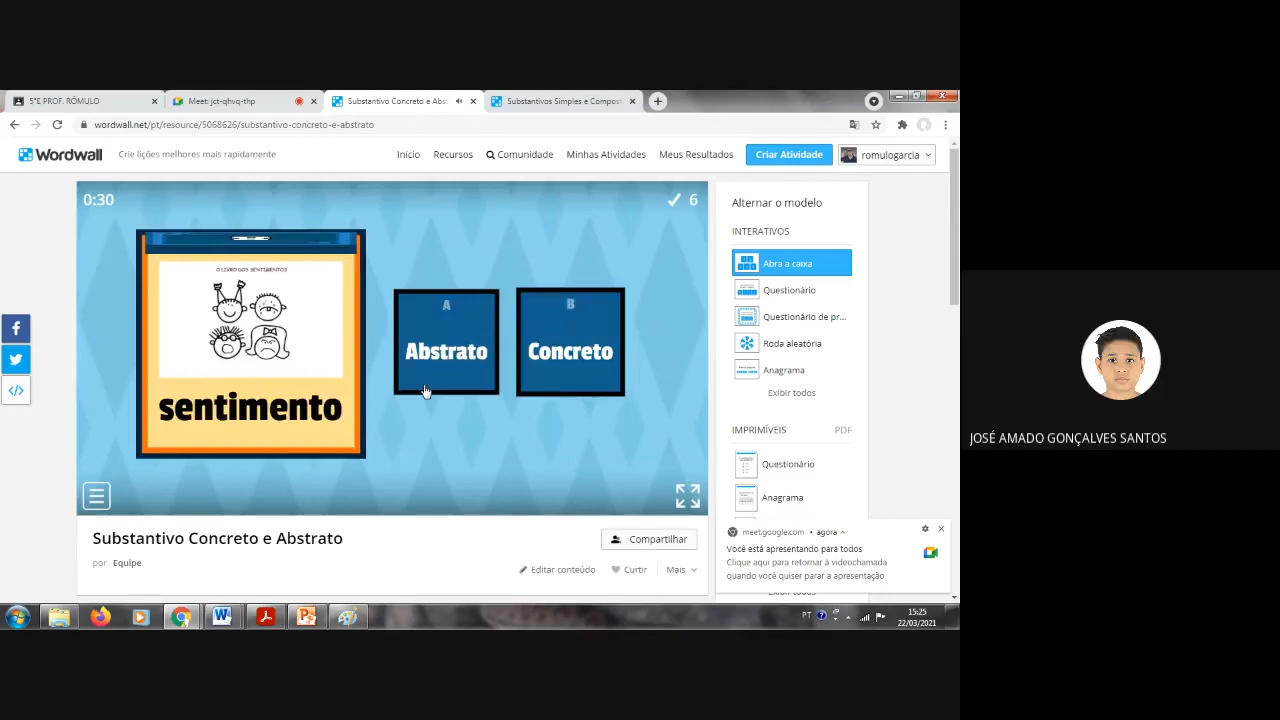 5°E PROF. RÔMULO
Meet: jct-qhvq-thp
Substantivo Concreto e Abs
Substantivos Simples e Compost
wordwall.net/pt/resource/5068626/substantivo-concreto-e-abstrato
Wordwall
Crie lições melhores mais rapidamente
Início
Recursos
Comunidade
Minhas Atividades
Meus Resultados
Criar Atividade
romulogarcia
0:30
6
O LIVRO DOS SENTIMENTOS
sentimento
A
Abstrato
B
Concreto
Alternar o modelo
INTERATIVOS
Abra a caixa
Questionário
Questionário de pr...
Roda aleatória
Anagrama
Exibir todos
IMPRIMÍVEIS
PDF
Questionário
Anagrama
Substantivo Concreto e Abstrato
Compartilhar
por Equipe
Editar conteúdo
Curtir
Mais
meet.google.com • agora
Você está apresentando para todos
Clique aqui para retornar à videochamada
quando você quiser parar a apresentação
PT
15:25
22/03/2021
JOSÉ AMADO GONÇALVES SANTOS